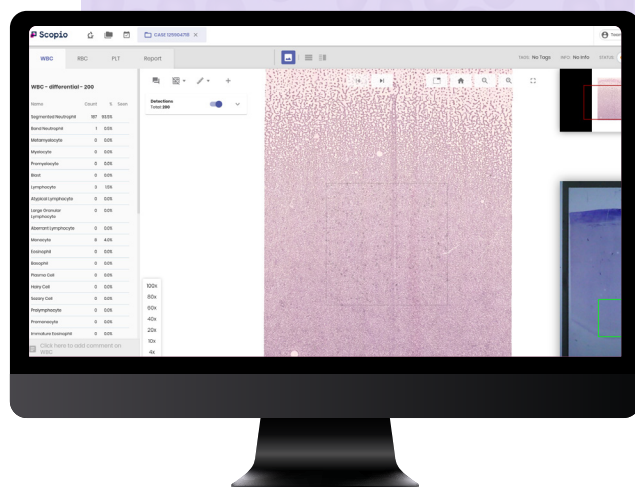 Scopio
CASE.1211904718 ×
WBC RBC PLT Report
TAGS No Tags INFO No Info STATUS
WBC - differential - 200
Name Count % Seen
Segmented Neutrophil 187 93.5%
Band Neutrophil 1 0.5%
Metamyelocyte 0 0.0%
Myelocyte 0 0.0%
Promyelocyte 0 0.0%
Blast 0 0.0%
Lymphocyte 3 1.5%
Atypical Lymphocyte 0 0.0%
Large Granular
Lymphocyte 0 0.0%
Aberrant Lymphocyte 0 0.0%
Monocyte 8 4.0%
Eosinophil 0 0.0%
Basophil 0 0.0%
Plasma Cell 0 0.0%
Hairy Cell 0 0.0%
Sezary Cell 0 0.0%
Prolymphocyte 0 0.0%
Promonocyte 0 0.0%
Immature Eosinophil 0 0.0%
Click here to add comment on
WBC
Detections
Total 200
100x
80x
60x
40x
20x
10x
4x